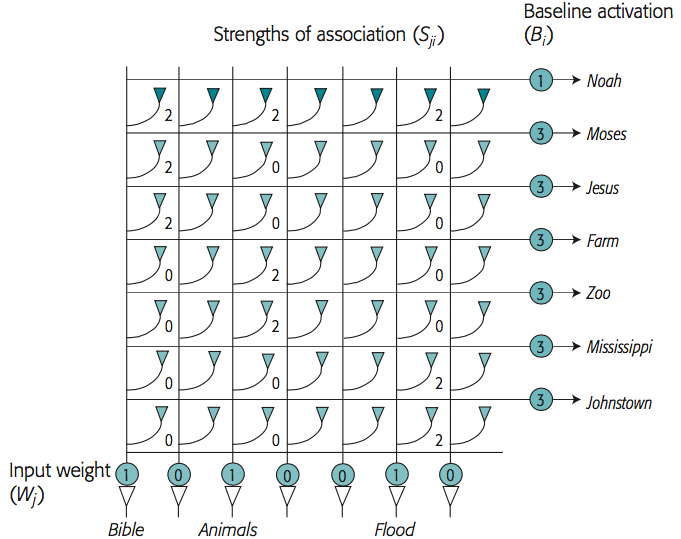 Baseline activation
Strengths of association (Sji)
(Bi)
1 Noah
2 2 2
3 Moses
2 0 0
3 Jesus
2 0 0
3 Farm
0 2 0
3 Zoo
0 2 0
3 Mississippi
0 0 2
3 Johnstown
0 0 2
Input weight 1 0 1 0 0 1 0
(Wj)
Bible Animals Flood